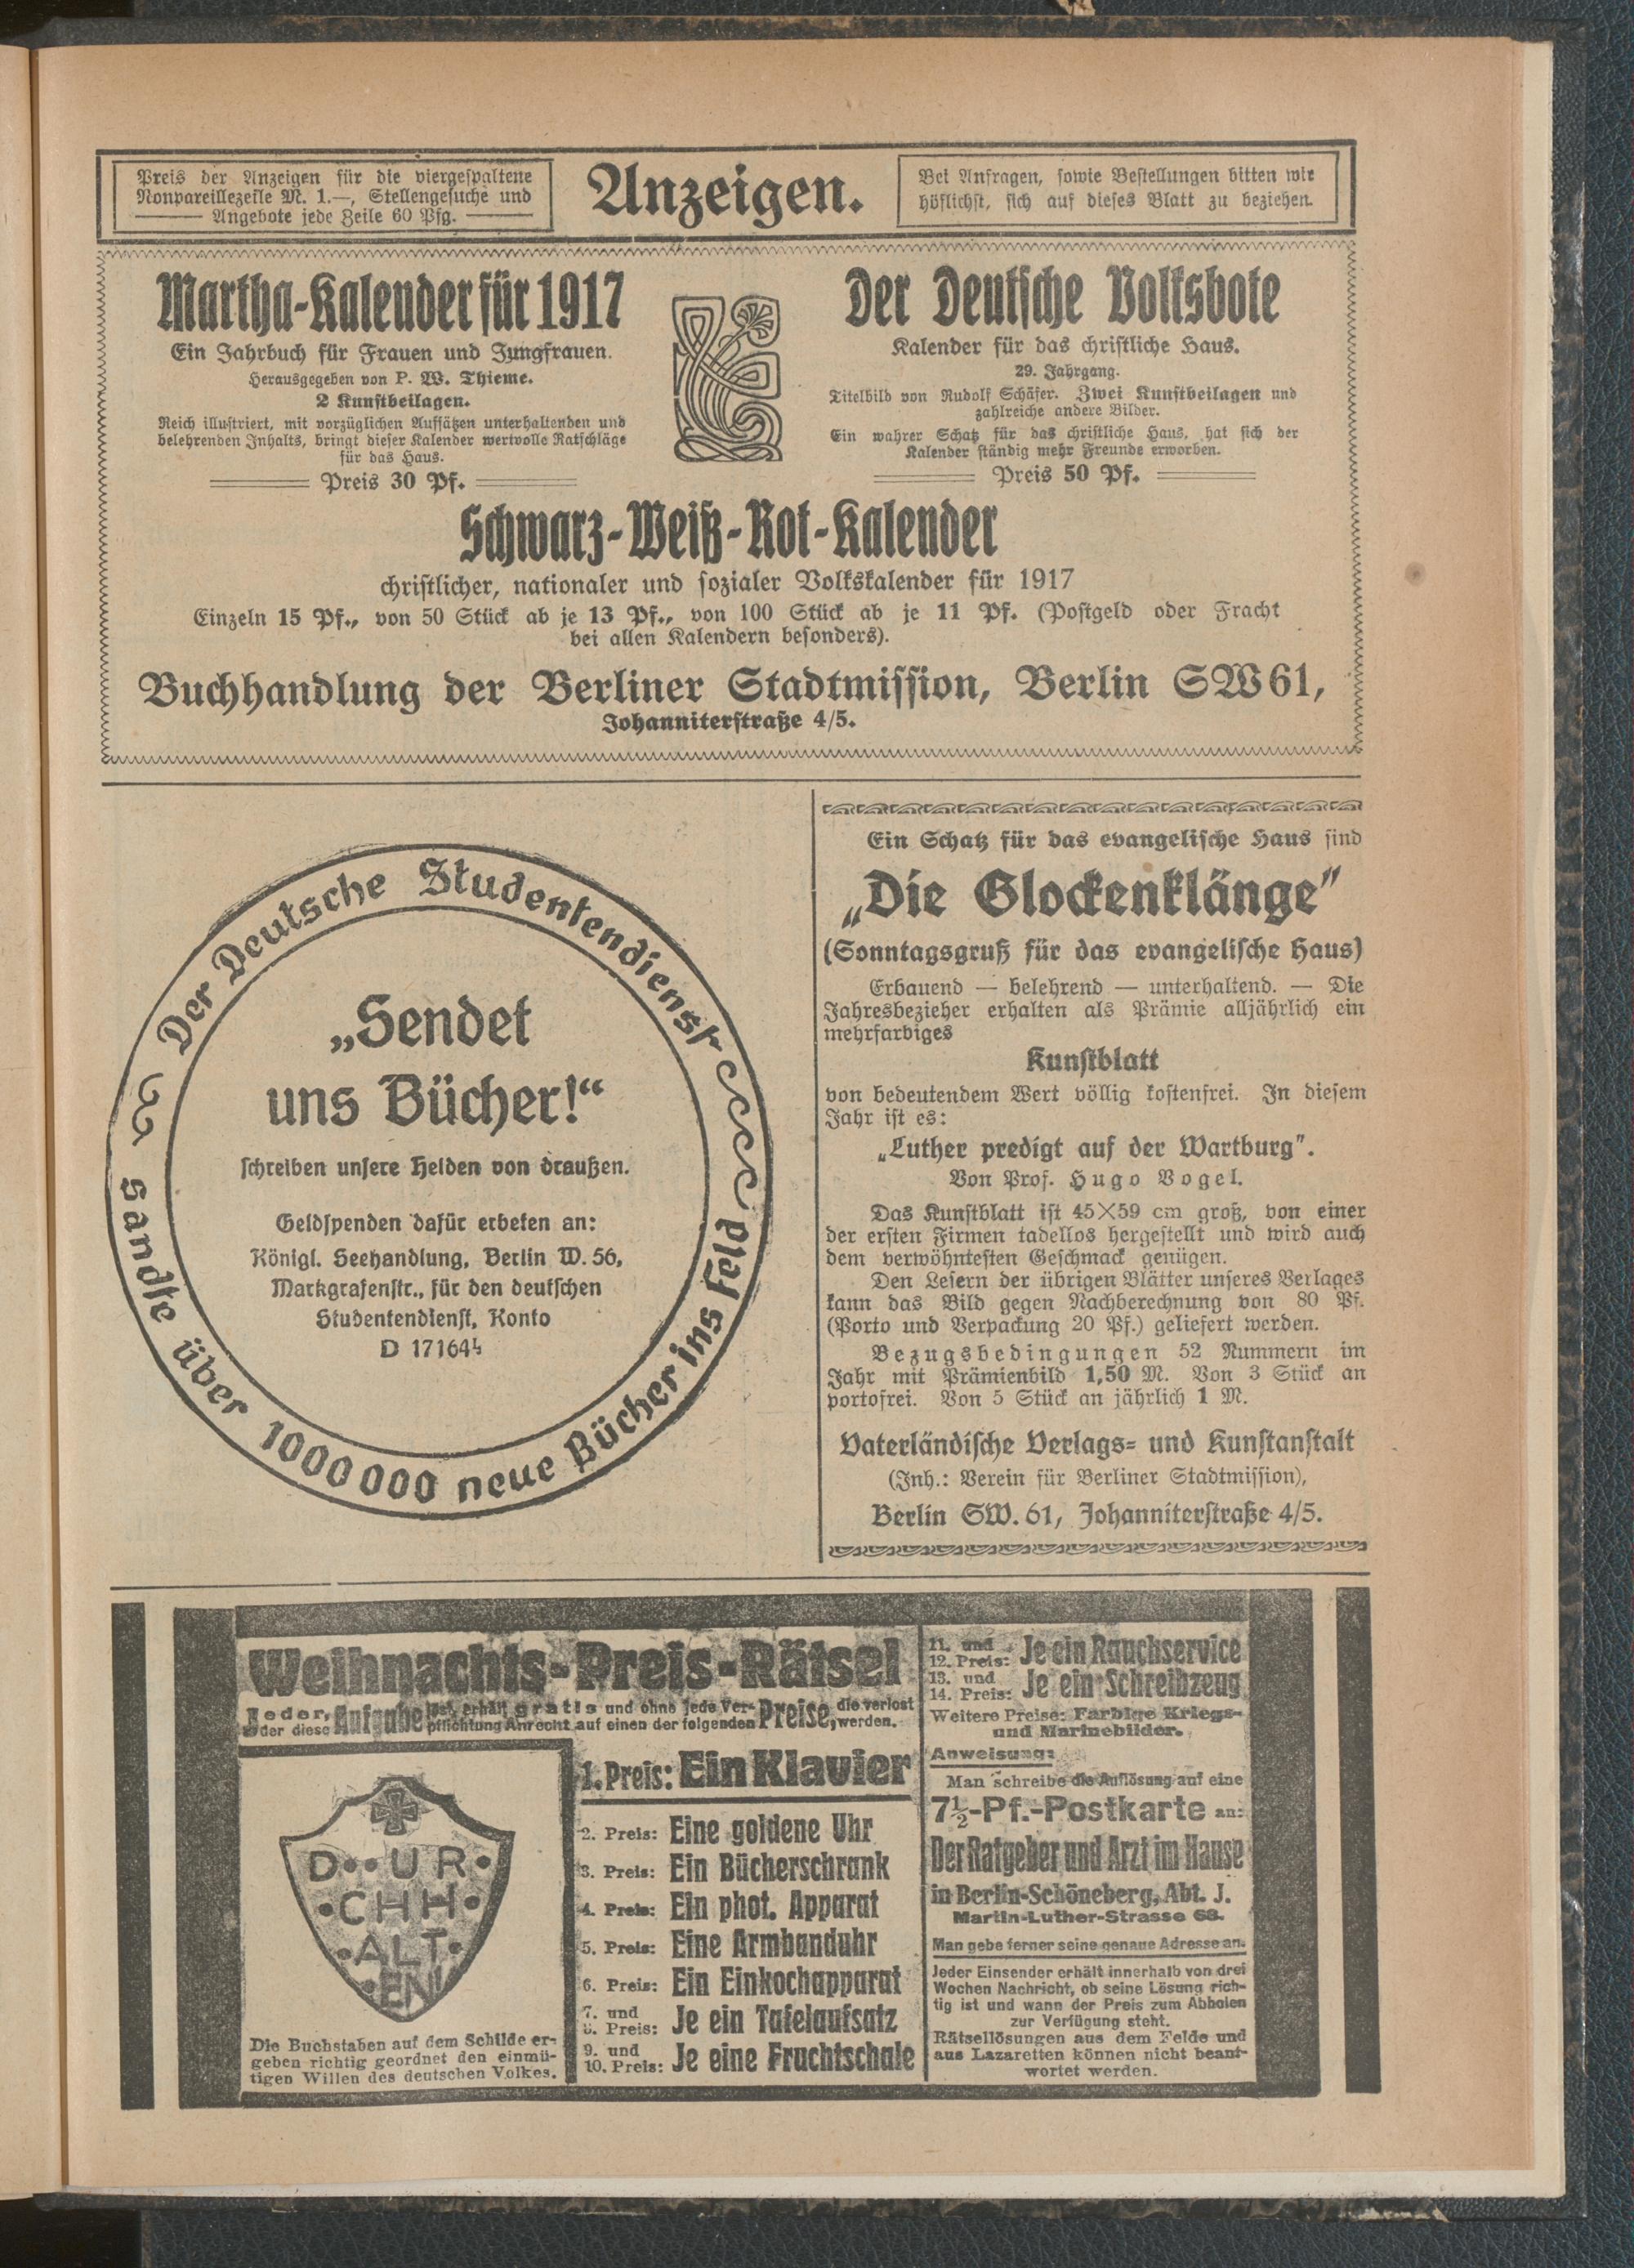 Preis der Anzeigen für die viergespaltene
Nonpareillezeile M. 1.—, Stellengesuche und
Angebote jede Zeile 60 Pfg.
Anzeigen.
Bei Anfragen, sowie Bestellungen bitten wir
höflichst, sich auf dieses Blatt zu beziehen.
Martha-Kalender für 1917
Ein Jahrbuch für Frauen und Jungfrauen.
Herausgegeben von P. W. Thieme.
2 Kunstbeilagen.
Reich illustriert, mit vorzüglichen Aufsätzen unterhaltenden und
belehrenden Inhalts, bringt dieser Kalender wertvolle Ratschläge
für das Haus.
Preis 30 Pf.
Der Deutsche Volksbote
Kalender für das christliche Haus.
29. Jahrgang.
Titelbild von Rudolf Schäfer. Zwei Kunstbeilagen und
zahlreiche andere Bilder.
Ein wahrer Schatz für das christliche Haus, hat sich der
Kalender ständig mehr Freunde erworben.
Preis 50 Pf.
Schwarz-Weiß-Rot-Kalender
christlicher, nationaler und sozialer Volkskalender für 1917
Einzeln 15 Pf., von 50 Stück ab je 13 Pf., von 100 Stück ab je 11 Pf. (Postgeld oder Fracht
bei allen Kalendern besonders).
Buchhandlung der Berliner Stadtmission, Berlin SW 61,
Johanniterstraße 4/5.
Der Deutsche Studentendienst
sandte über 1000000 neue Bücher ins Feld
„Sendet
uns Bücher!“
schreiben unsere Helden von draußen.
Geldspenden dafür erbeten an:
Königl. Seehandlung, Berlin W. 56,
Markgrafenstr., für den deutschen
Studentendienst, Konto
D 171644
Ein Schatz für das evangelische Haus sind
„Die Glockenklänge“
(Sonntagsgruß für das evangelische Haus)
Erbauend — belehrend — unterhaltend. — Die
Jahresbezieher erhalten als Prämie alljährlich ein
mehrfarbiges
Kunstblatt
von bedeutendem Wert völlig kostenfrei. In diesem
Jahr ist es:
„Luther predigt auf der Wartburg“.
Von Prof. Hugo Vogel.
Das Kunstblatt ist 45×59 cm groß, von einer
der ersten Firmen tadellos hergestellt und wird auch
dem verwöhntesten Geschmack genügen.
Den Lesern der übrigen Blätter unseres Verlages
kann das Bild gegen Nachberechnung von 80 Pf.
(Porto und Verpackung 20 Pf.) geliefert werden.
Bezugsbedingungen 52 Nummern im
Jahr mit Prämienbild 1,50 M. Von 3 Stück an
portofrei. Von 5 Stück an jährlich 1 M.
Vaterländische Verlags- und Kunstanstalt
(Inh.: Verein für Berliner Stadtmission),
Berlin SW. 61, Johanniterstraße 4/5.
Weihnachts-Preis-Rätsel
Jeder, der diese Aufgabe löst, erhält gratis und ohne jede Ver-
pflichtung Anrecht auf einen der folgenden Preise, die verlost
werden.
D••UR•
•CHH•
•ALT•
•EN!
Die Buchstaben auf dem Schilde er-
geben richtig geordnet den einmü-
tigen Willen des deutschen Volkes.
1. Preis: Ein Klavier
2. Preis: Eine goldene Uhr
3. Preis: Ein Bücherschrank
4. Preis: Ein phot. Apparat
5. Preis: Eine Armbanduhr
6. Preis: Ein Einkochapparat
7. und
8. Preis: Je ein Tafelaufsatz
9. und
10. Preis: Je eine Fruchtschale
11. und
12. Preis: Je ein Rauchservice
13. und
14. Preis: Je ein Schreibzeug
Weitere Preise: Farbige Kriegs-
und Marinebilder.
Anweisung:
Man schreibe die Auflösung auf eine
7½-Pf.-Postkarte an:
Der Ratgeber und Arzt im Hause
in Berlin-Schöneberg, Abt. J.
Martin-Luther-Strasse 68.
Man gebe ferner seine genaue Adresse an.
Jeder Einsender erhält innerhalb von drei
Wochen Nachricht, ob seine Lösung rich-
tig ist und wann der Preis zum Abholen
zur Verfügung steht.
Rätsellösungen aus dem Felde und
aus Lazaretten können nicht beant-
wortet werden.